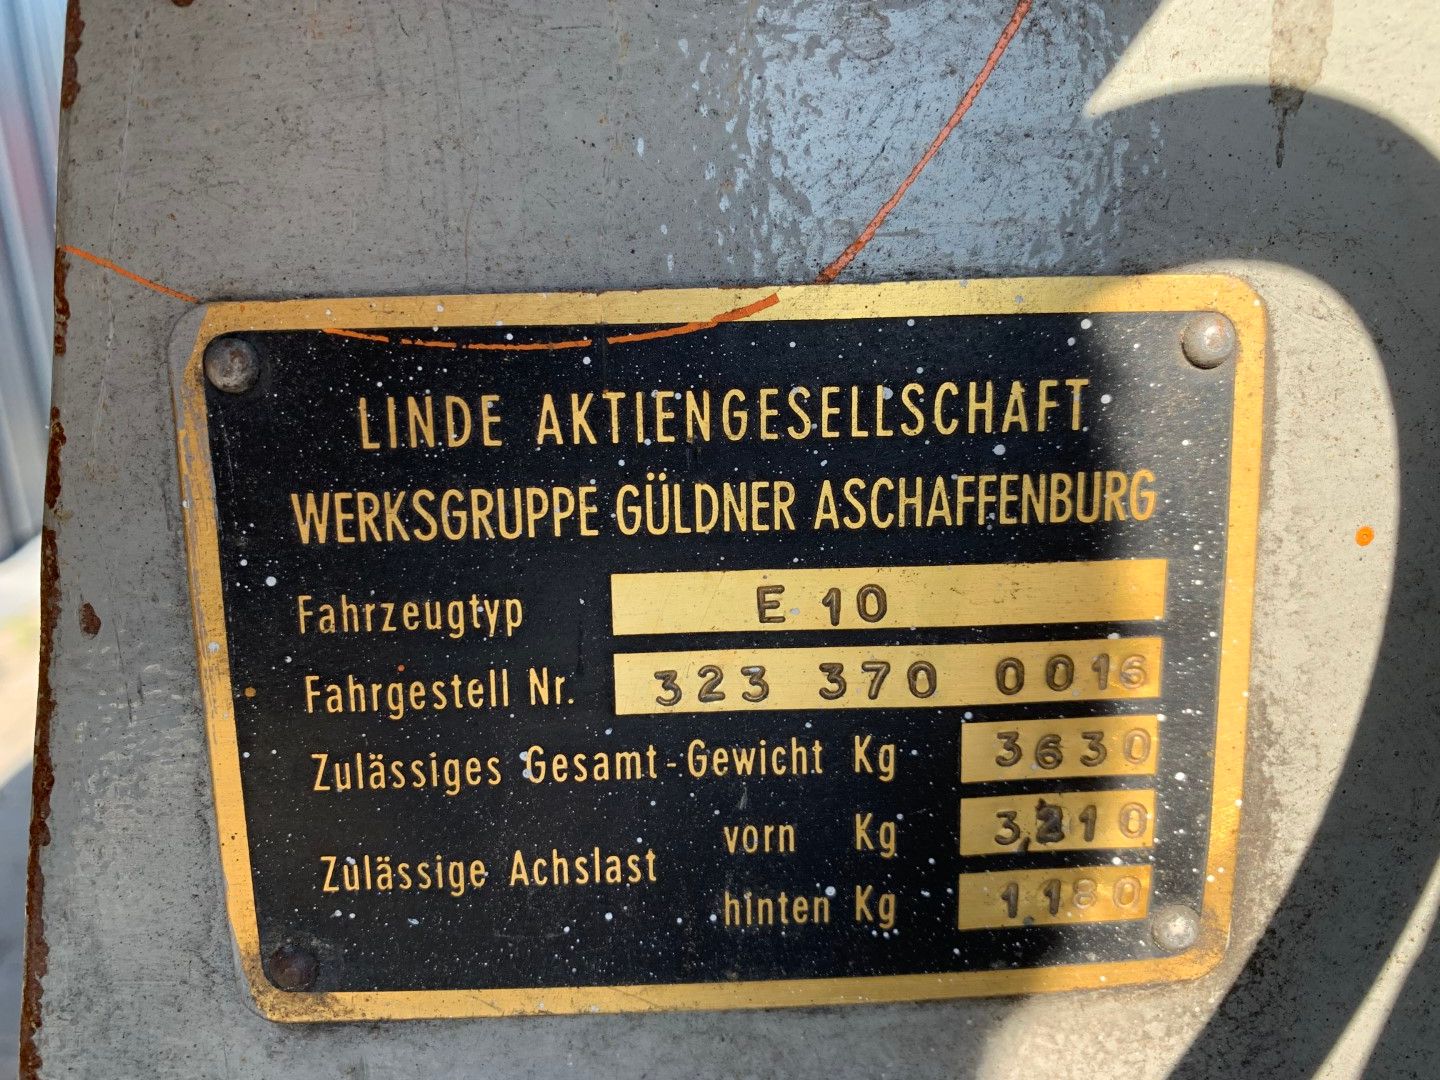 LINDE AKTIENGESELLSCHAFT
WERKSGRUPPE GÜLDNER ASCHAFFENBURG
Fahrzeugtyp E 10
Fahrgestell Nr. 323 370 0016
Zulässiges Gesamt-Gewicht Kg 3630
Zulässige Achslast vorn Kg 3210
hinten Kg 1180